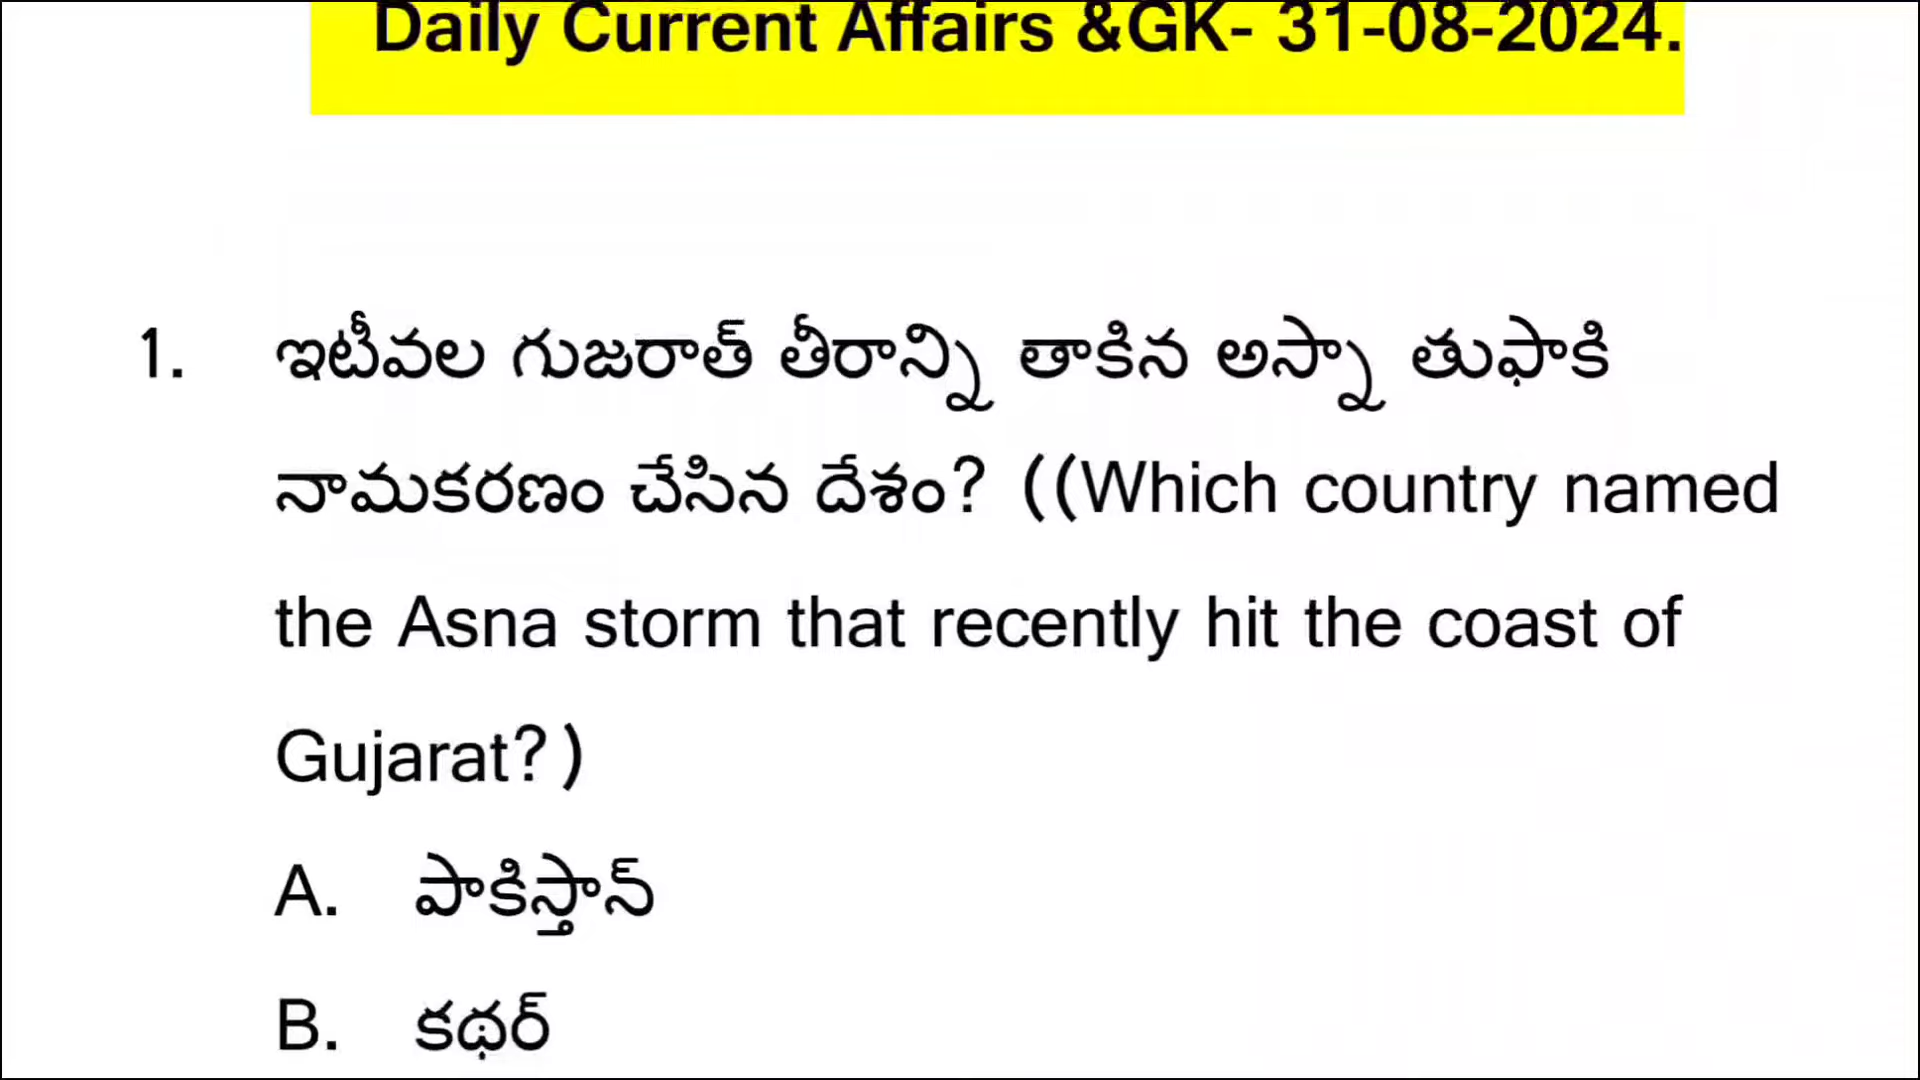 Daily Current Affairs &GK- 31-08-2024.
1. ఇటీవల గుజరాత్ తీరాన్ని తాకిన అస్నా తుఫాకి
నామకరణం చేసిన దేశం? ((Which country named
the Asna storm that recently hit the coast of
Gujarat?)
A. పాకిస్తాన్
B. కథర్